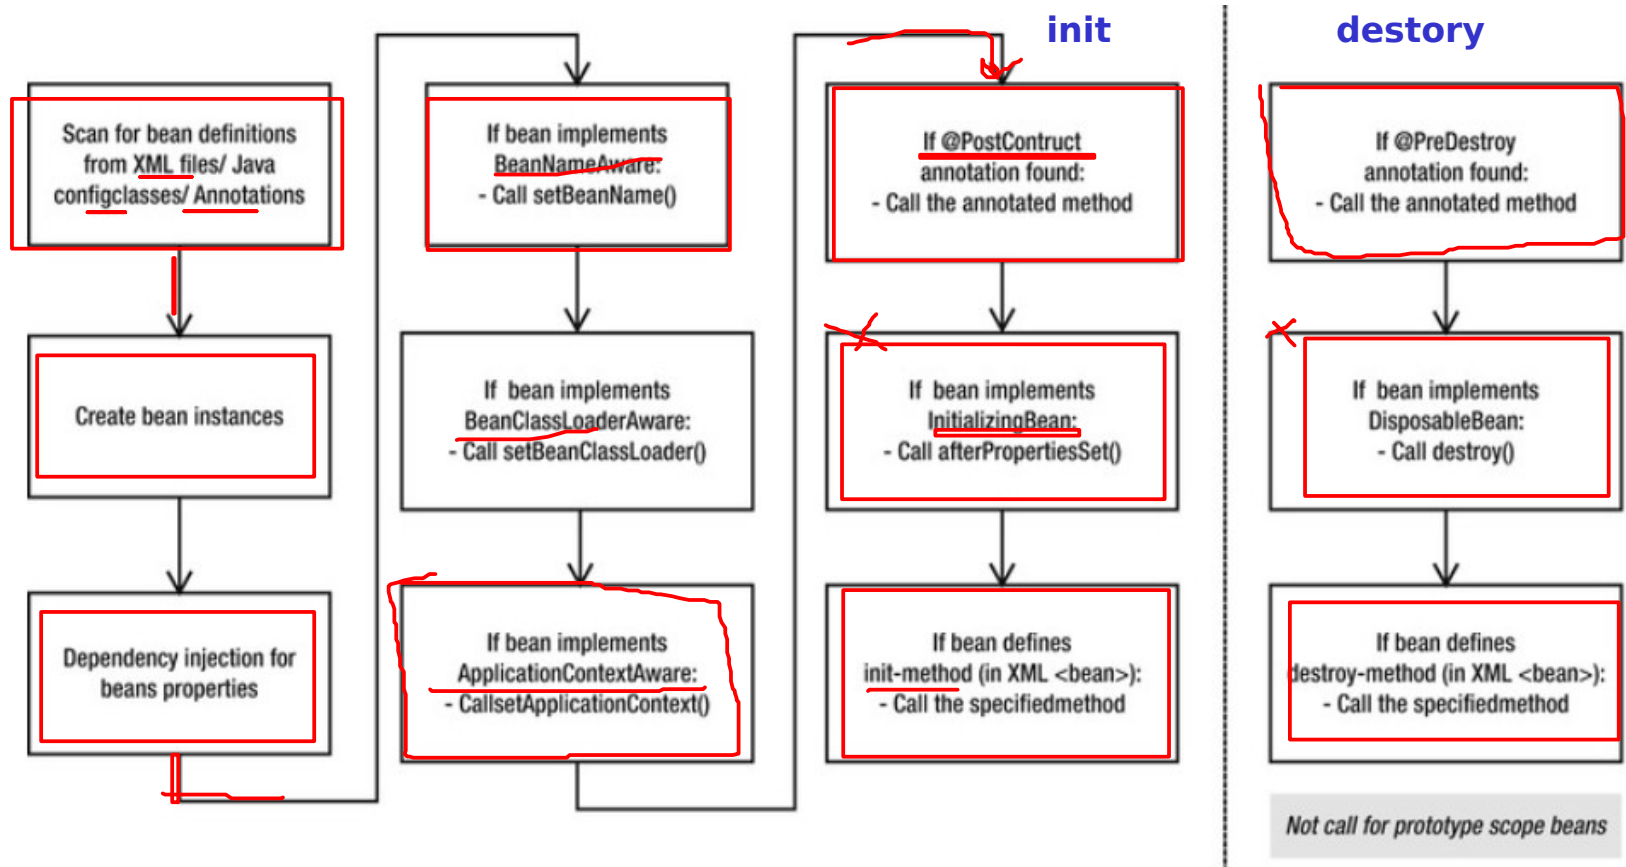 init
destory
Scan for bean definitions
from XML files/ Java
configclasses/ Annotations
Create bean instances
Dependency injection for
beans properties
If bean implements
BeanNameAware:
- Call setBeanName()
If  bean implements
BeanClassLoaderAware:
- Call setBeanClassLoader()
If bean implements
ApplicationContextAware:
- CallsetApplicationContext()
If @PostContruct
annotation found:
- Call the annotated method
If  bean implements
InitializingBean:
- Call afterPropertiesSet()
If bean defines
init-method (in XML <bean>):
- Call the specifiedmethod
If @PreDestroy
annotation found:
- Call the annotated method
If  bean implements
DisposableBean:
- Call destroy()
If bean defines
destroy-method (in XML <bean>):
- Call the specifiedmethod
Not call for prototype scope beans